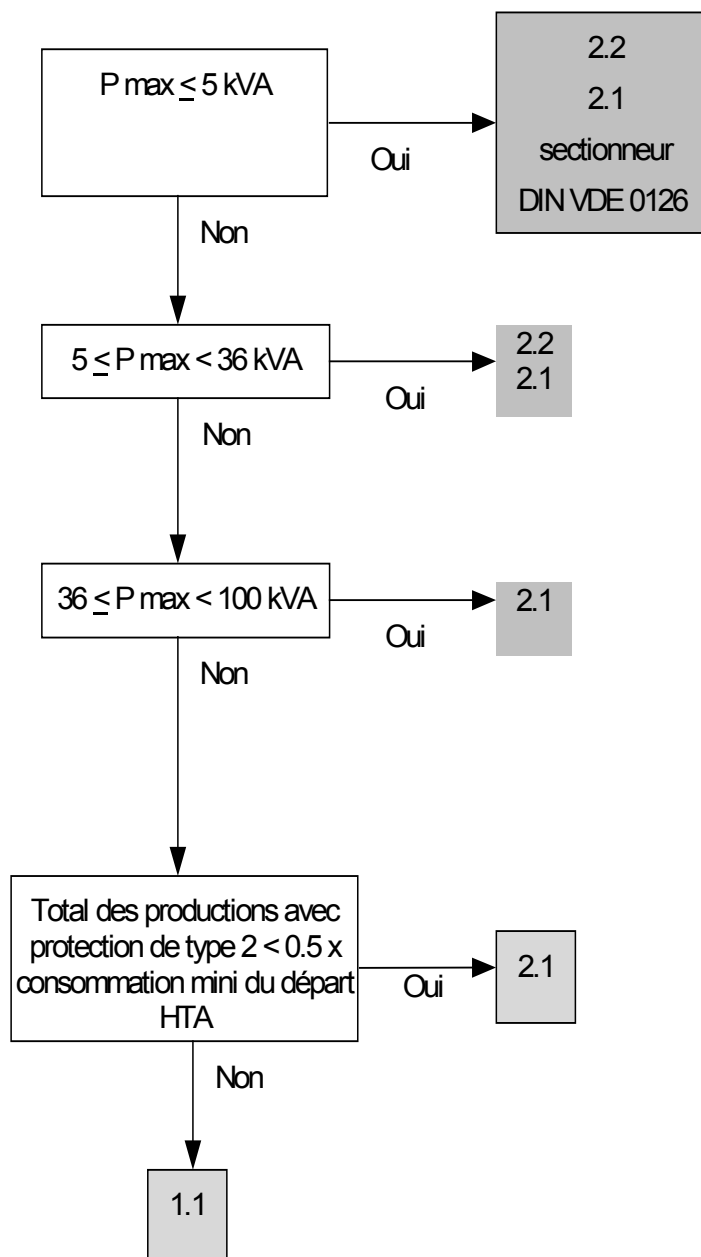 P max ≤ 5 kVA
2.2
2.1
sectionneur
DIN VDE 0126
Oui
Non
5 ≤ P max < 36 kVA
2.2
2.1
Oui
Non
36 ≤ P max < 100 kVA
2.1
Oui
Non
Total des productions avec
protection de type 2 < 0.5 x
consommation mini du départ
HTA
2.1
Oui
Non
1.1